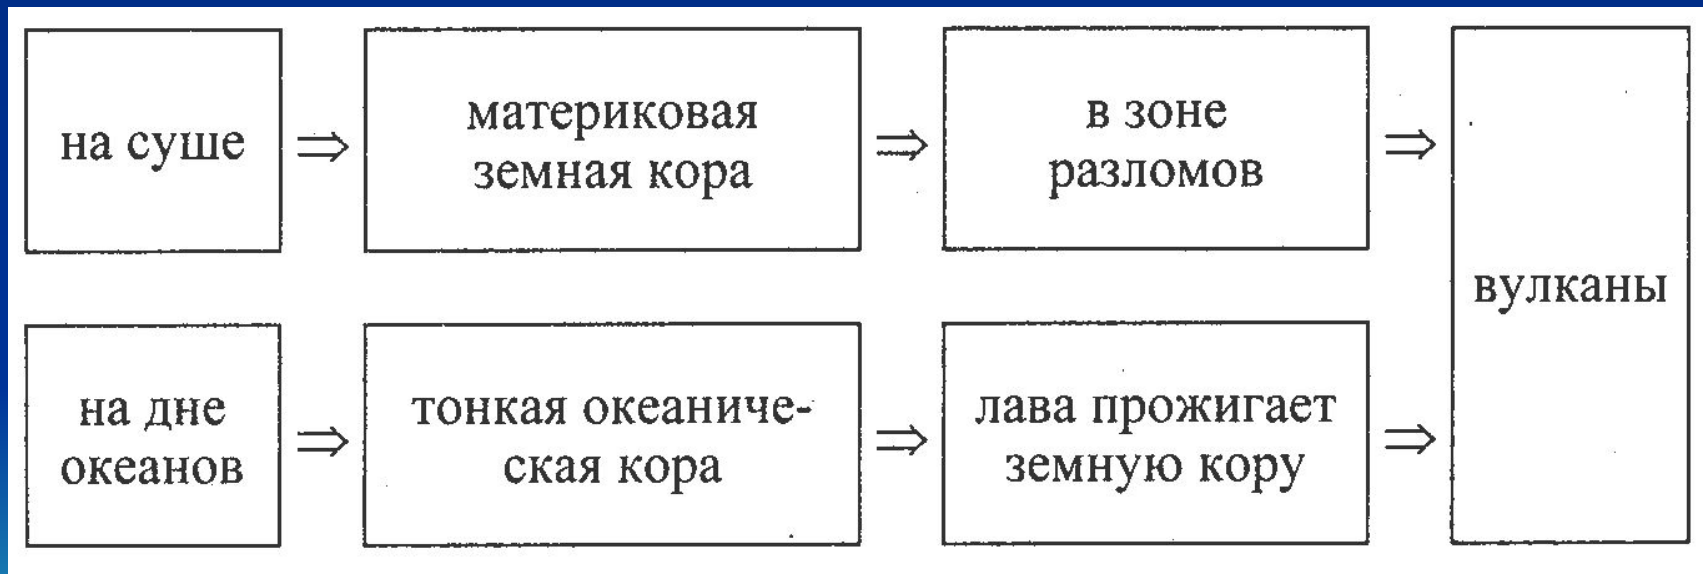 на суше
⇒
материковая
земная кора
⇒
в зоне
разломов
⇒
вулканы
на дне
океанов
⇒
тонкая океаниче-
ская кора
⇒
лава прожигает
земную кору
⇒